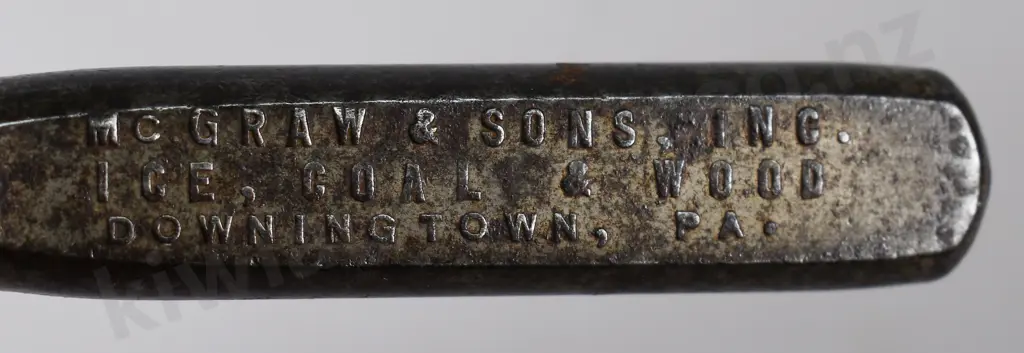 McGRAW & SONS, INC.
ICE, COAL & WOOD
DOWNINGTOWN, PA.